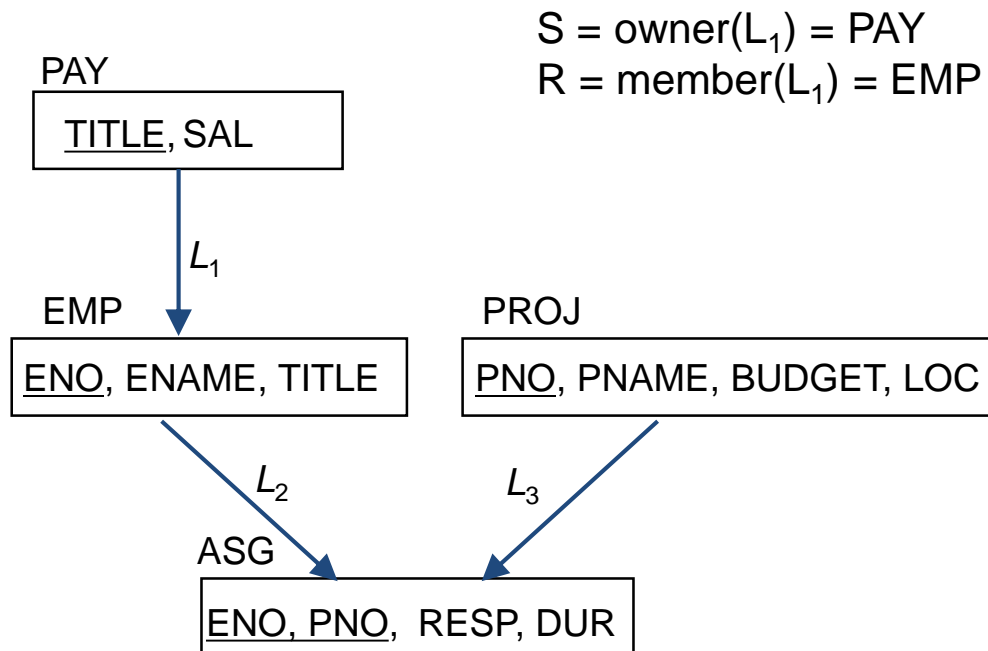 S = owner(L₁) = PAY
R = member(L₁) = EMP
PAY
TITLE, SAL
L₁
EMP
ENO, ENAME, TITLE
PROJ
PNO, PNAME, BUDGET, LOC
L₂
L₃
ASG
ENO, PNO, RESP, DUR